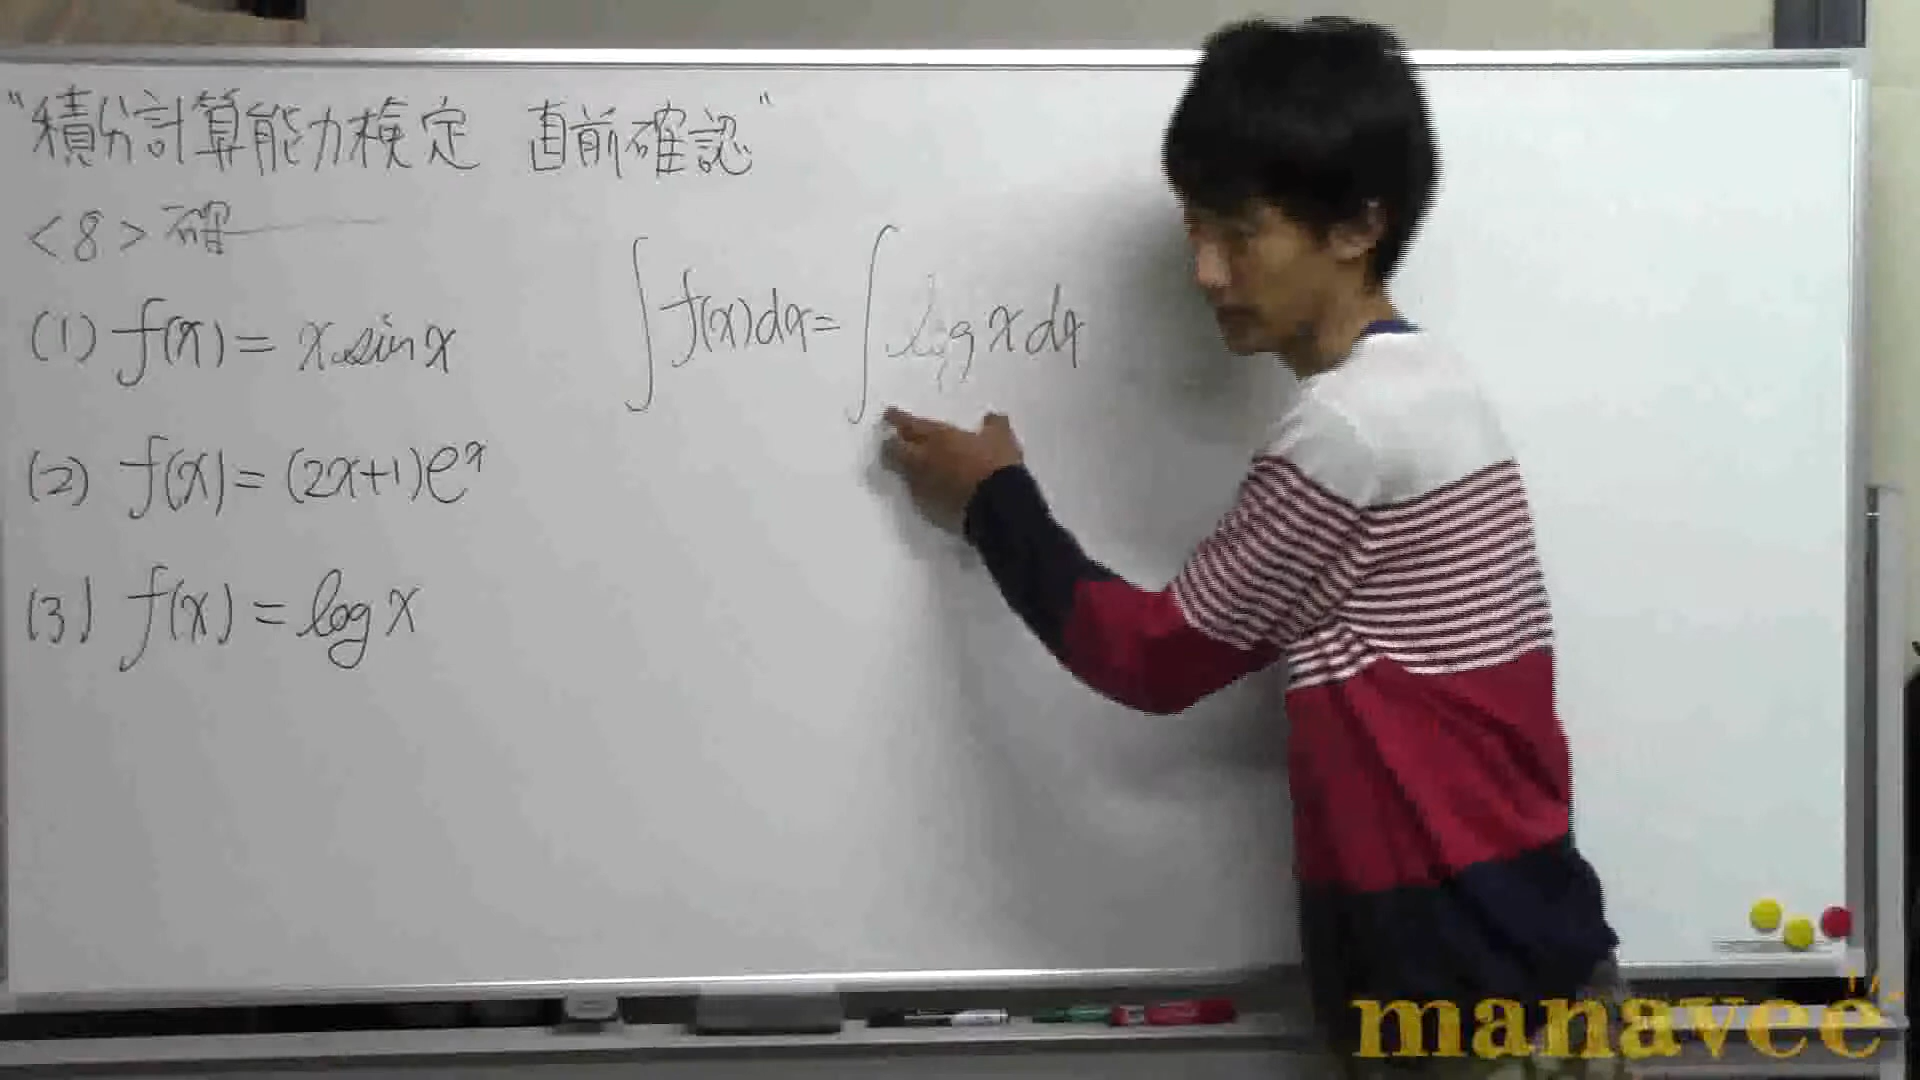 "積分計算能力検定 直前確認"
<8> 確
(1) f(x) = x sin x
(2) f(x) = (2x+1)eˣ
(3) f(x) = log x
∫f(x)dx = ∫log x dx
manavee